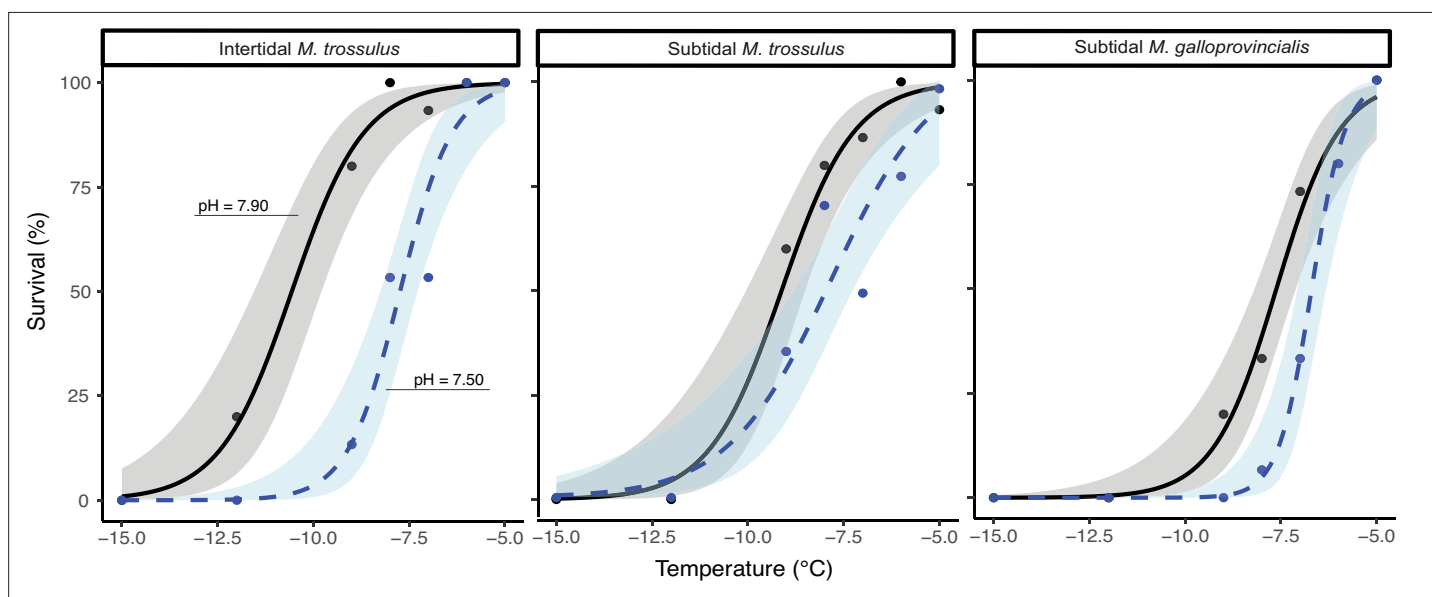 Intertidal M. trossulus
Subtidal M. trossulus
Subtidal M. galloprovincialis
Survival (%)
100
75
50
25
0
pH = 7.90
pH = 7.50
−15.0 −12.5 −10.0 −7.5 −5.0
−15.0 −12.5 −10.0 −7.5 −5.0
−15.0 −12.5 −10.0 −7.5 −5.0
Temperature (°C)